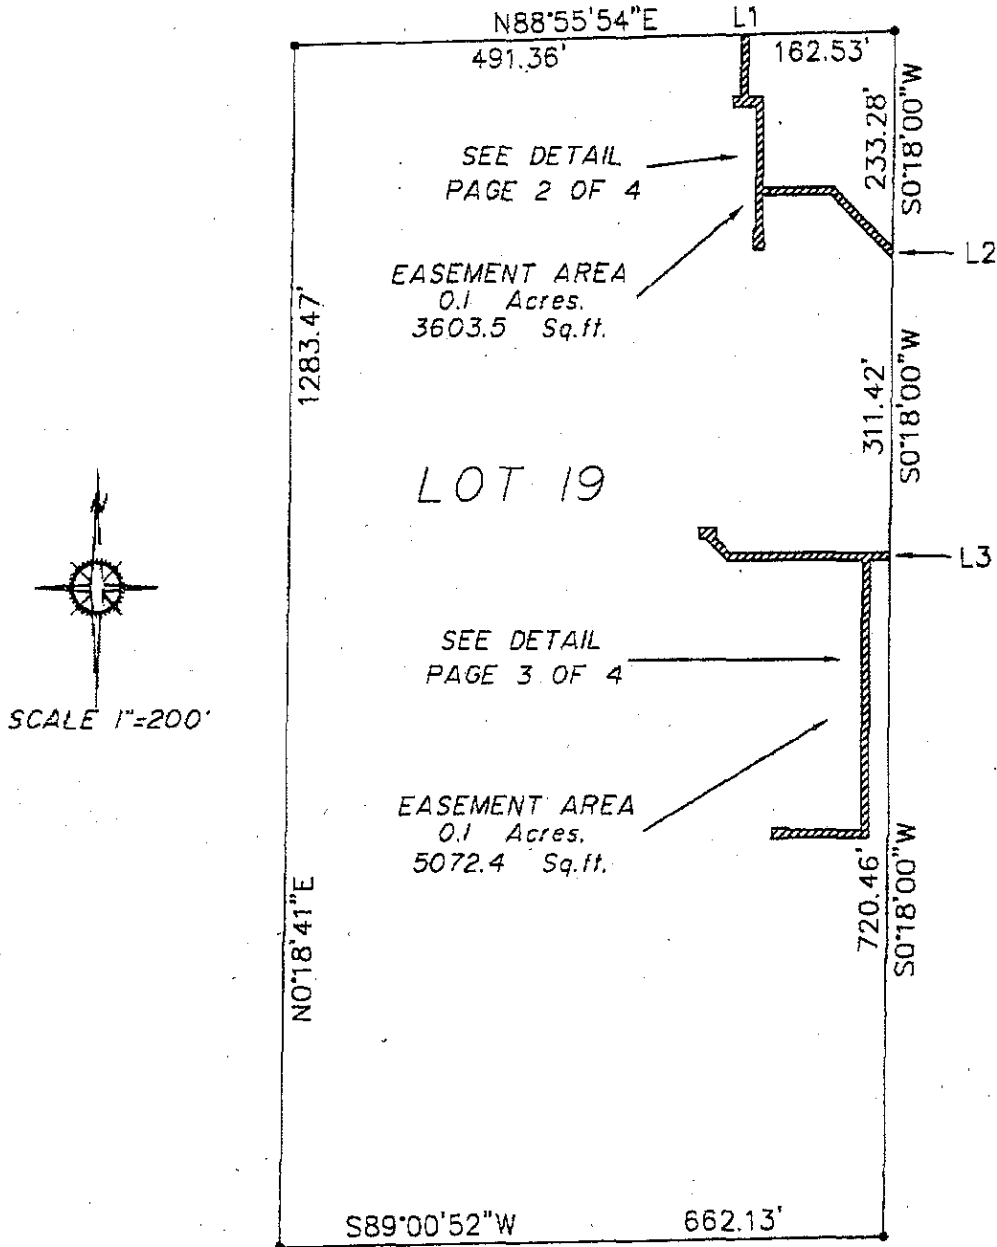 N88°55'54"E
L1
491.36'
162.53'
233.28'
S0°18'00"W
SEE DETAIL
PAGE 2 OF 4
L2
EASEMENT AREA
0.1 Acres.
3603.5 Sq.ft.
1283.47'
311.42'
S0°18'00"W
LOT 19
N
L3
SEE DETAIL
PAGE 3 OF 4
SCALE 1"=200'
EASEMENT AREA
0.1 Acres.
5072.4 Sq.ft.
720.46'
S0°18'00"W
N0°18'41"E
S89°00'52"W
662.13'